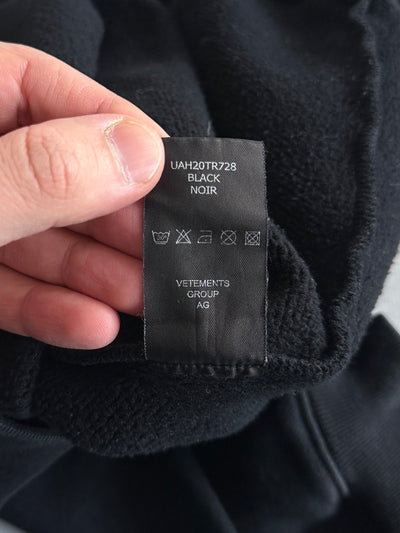 UAH20TR728
BLACK
NOIR
VETEMENTS
GROUP
AG